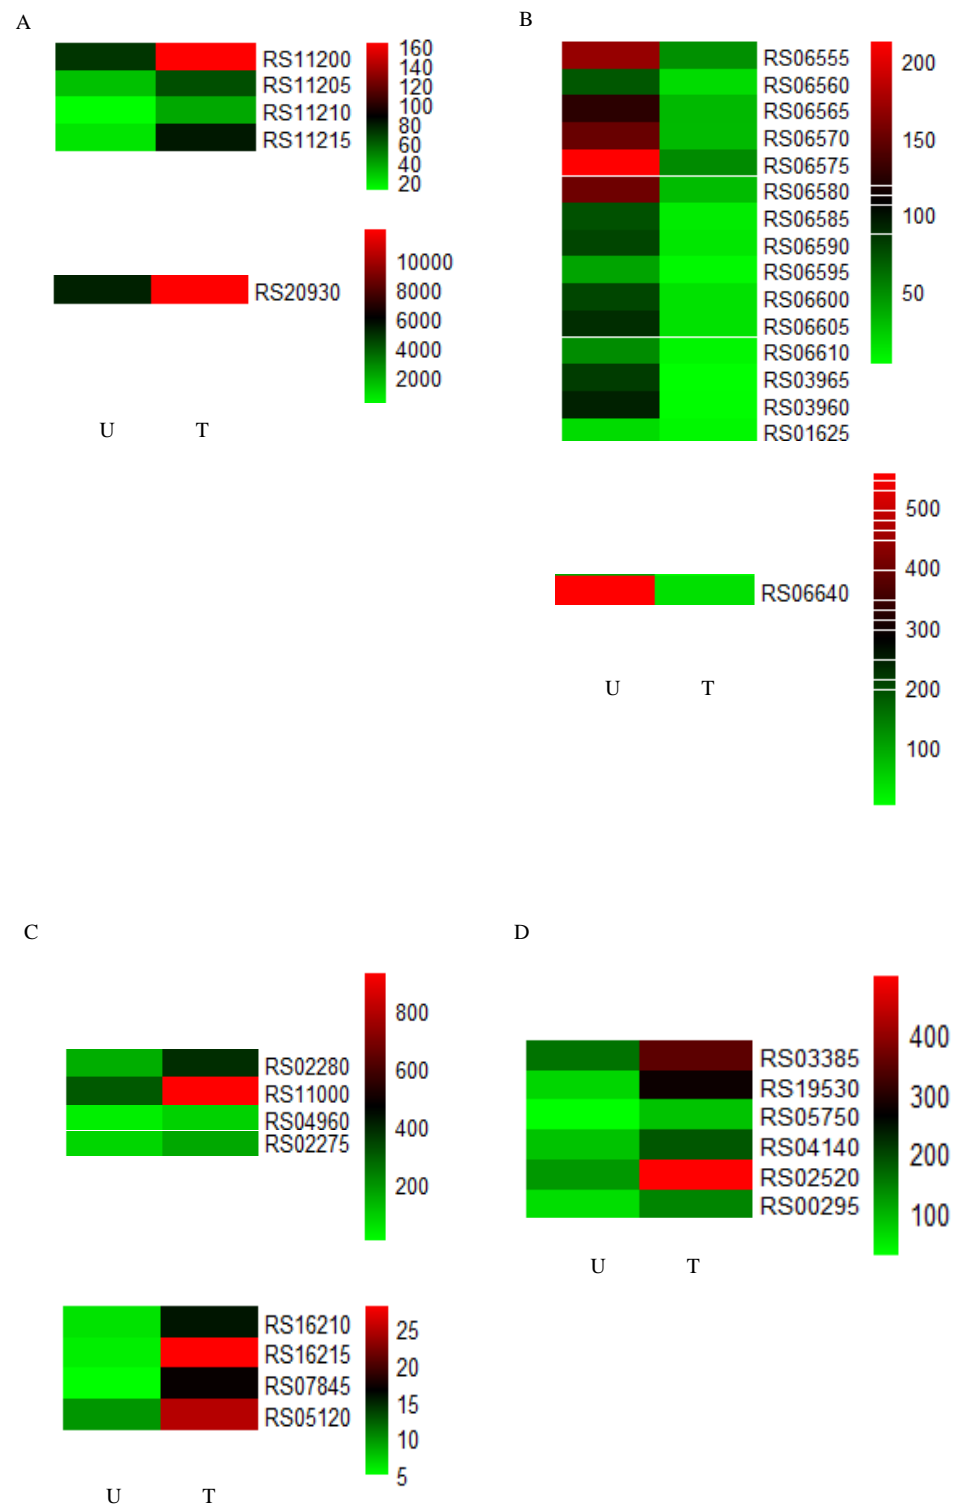 A
RS11200
RS11205
RS11210
RS11215
160
140
120
100
80
60
40
20
RS20930
10000
8000
6000
4000
2000
U T
B
RS06555
RS06560
RS06565
RS06570
RS06575
RS06580
RS06585
RS06590
RS06595
RS06600
RS06605
RS06610
RS03965
RS03960
RS01625
200
150
100
50
RS06640
500
400
300
200
100
U T
C
RS02280
RS11000
RS04960
RS02275
800
600
400
200
RS16210
RS16215
RS07845
RS05120
25
20
15
10
5
U T
D
RS03385
RS19530
RS05750
RS04140
RS02520
RS00295
400
300
200
100
U T